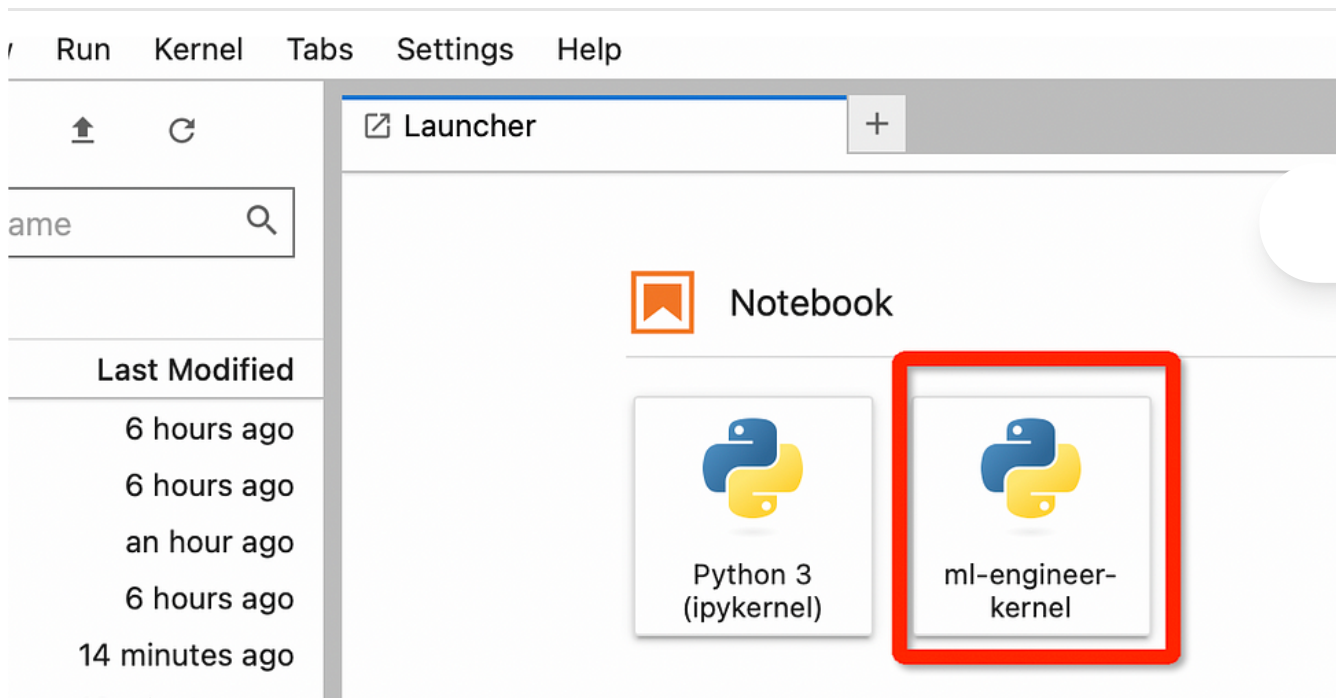 Run Kernel Tabs Settings Help
Launcher
+
ame
Notebook
Last Modified
6 hours ago
6 hours ago
an hour ago
6 hours ago
14 minutes ago
Python 3
(ipykernel)
ml-engineer-
kernel